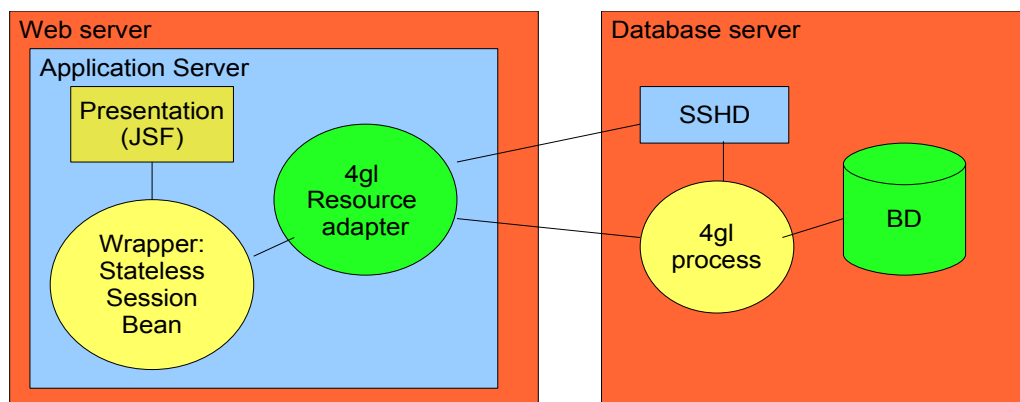 Web server
Application Server
Presentation
(JSF)
Wrapper:
Stateless
Session
Bean
4gl
Resource
adapter
Database server
SSHD
4gl
process
BD